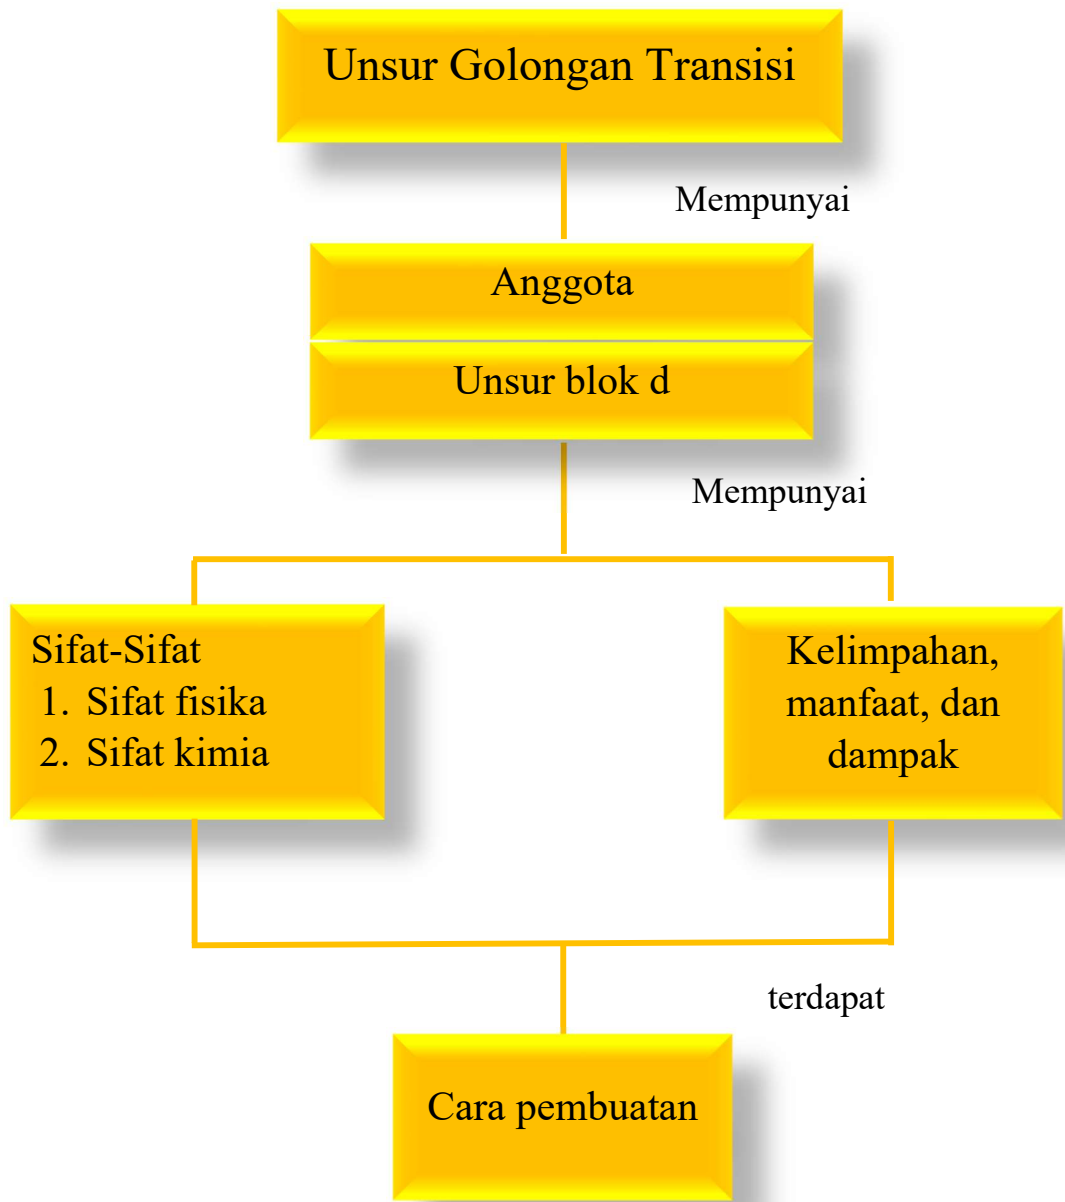 Unsur Golongan Transisi
Mempunyai
Anggota
Unsur blok d
Mempunyai
Sifat-Sifat
1. Sifat fisika
2. Sifat kimia
Kelimpahan,
manfaat, dan
dampak
terdapat
Cara pembuatan